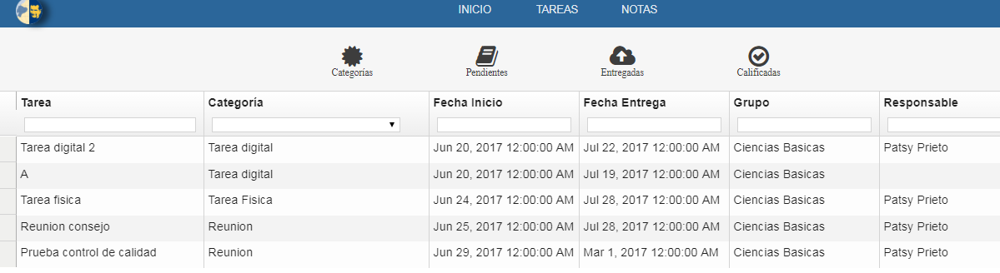 INICIO TAREAS NOTAS
Categorías Pendientes Entregadas Calificadas
Tarea Categoría Fecha Inicio Fecha Entrega Grupo Responsable
Tarea digital 2 Tarea digital Jun 20, 2017 12:00:00 AM Jul 22, 2017 12:00:00 AM Ciencias Basicas Patsy Prieto
A Tarea digital Jun 20, 2017 12:00:00 AM Jul 19, 2017 12:00:00 AM Ciencias Basicas
Tarea fisica Tarea Fisica Jun 24, 2017 12:00:00 AM Jul 28, 2017 12:00:00 AM Ciencias Basicas Patsy Prieto
Reunion consejo Reunion Jun 25, 2017 12:00:00 AM Jul 28, 2017 12:00:00 AM Ciencias Basicas Patsy Prieto
Prueba control de calidad Reunion Jun 29, 2017 12:00:00 AM Mar 1, 2017 12:00:00 AM Ciencias Basicas Patsy Prieto